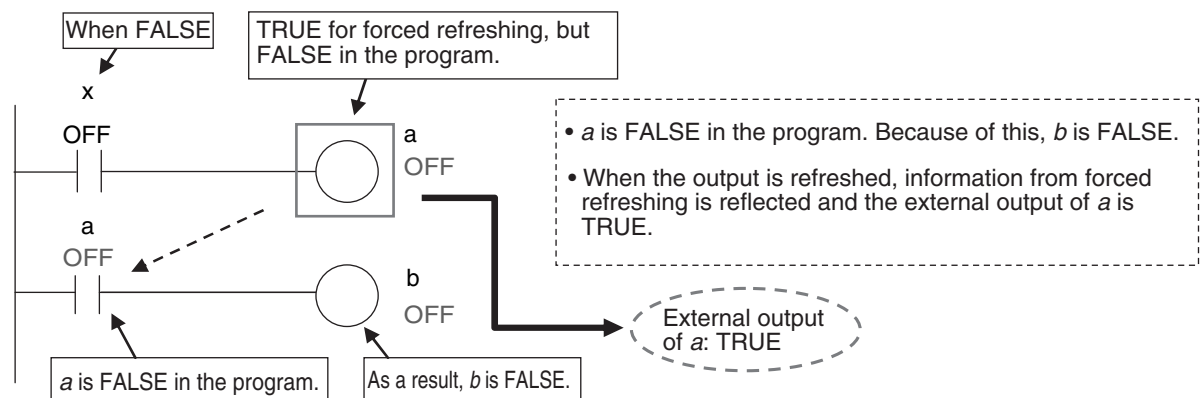 When FALSE
TRUE for forced refreshing, but
FALSE in the program.
x
OFF
a
OFF
• a is FALSE in the program. Because of this, b is FALSE.
• When the output is refreshed, information from forced
refreshing is reflected and the external output of a is
TRUE.
a
OFF
b
OFF
External output
of a: TRUE
a is FALSE in the program.
As a result, b is FALSE.